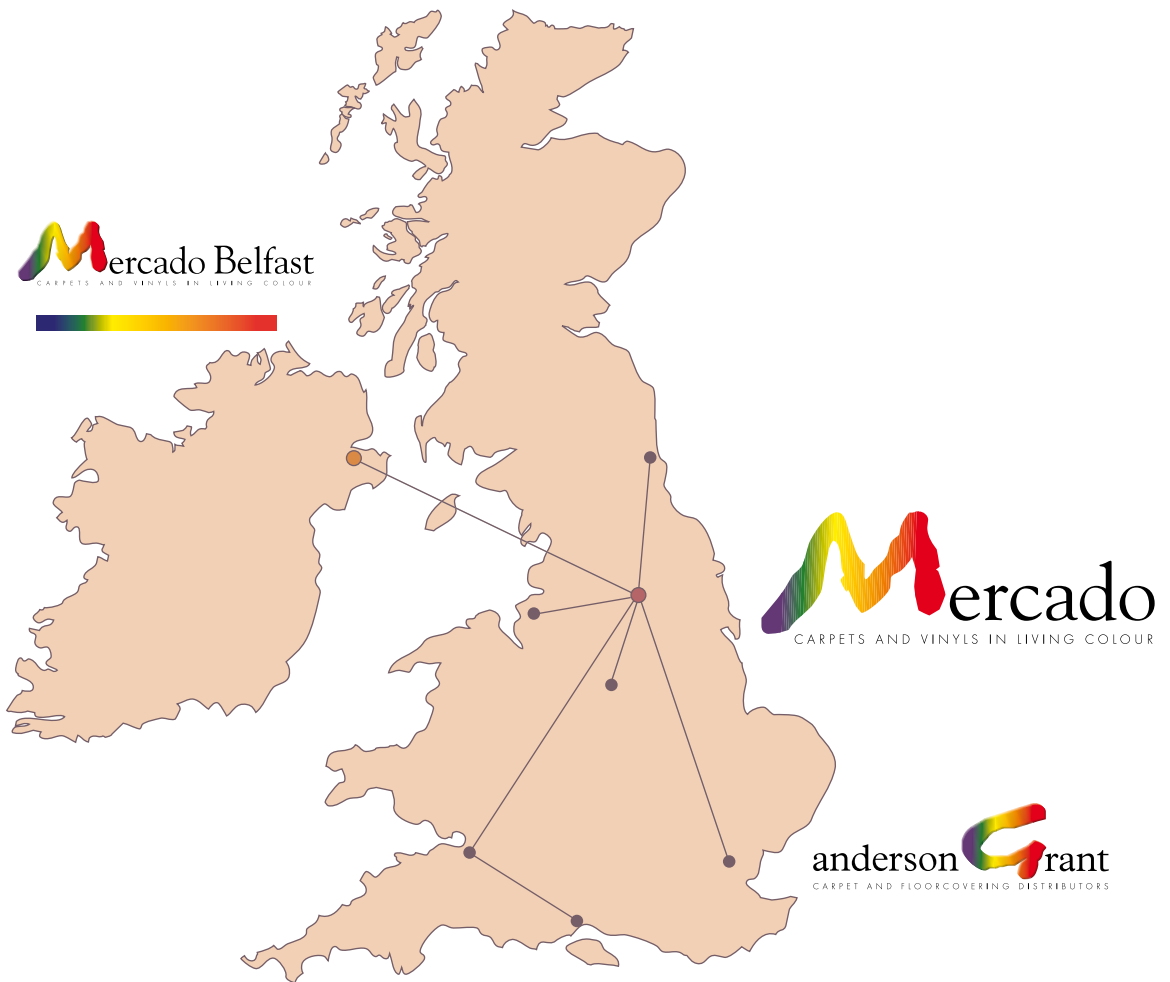 Mercado Belfast
CARPETS AND VINYLS IN LIVING COLOUR
Mercado
CARPETS AND VINYLS IN LIVING COLOUR
anderson Grant
CARPET AND FLOORCOVERING DISTRIBUTORS